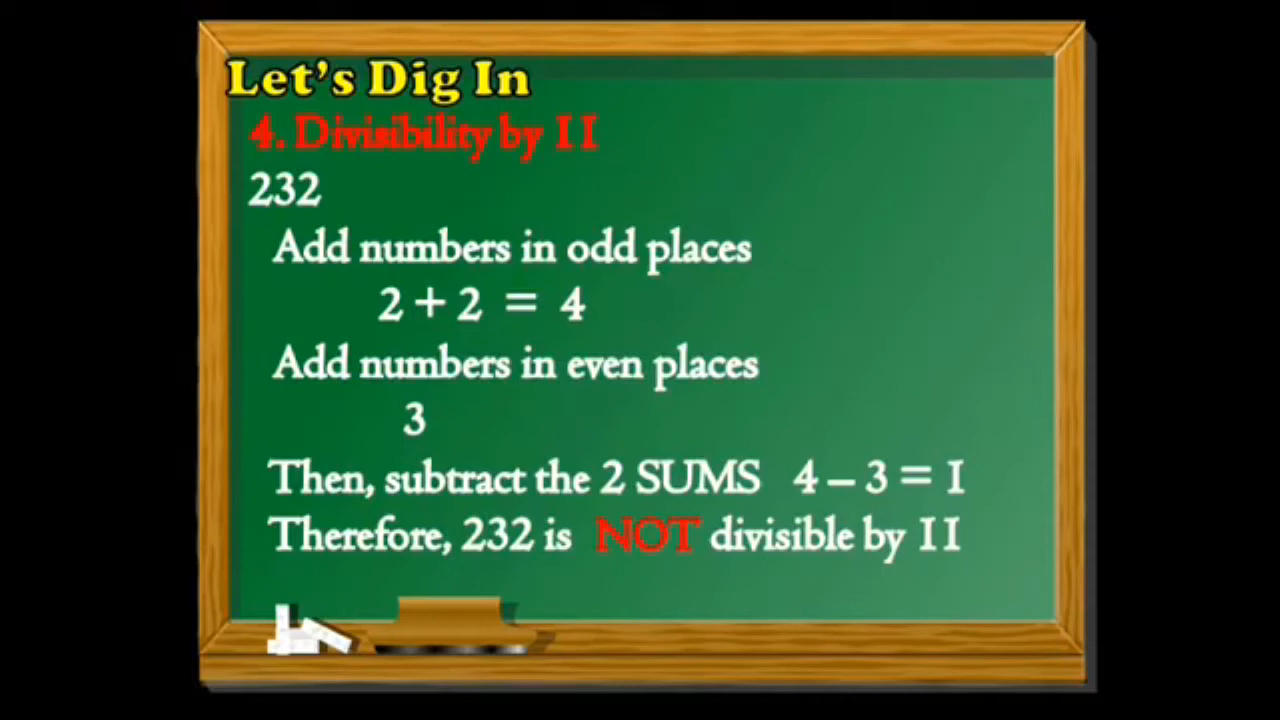 Let's Dig In
4. Divisibility by 11
232
Add numbers in odd places
2 + 2 = 4
Add numbers in even places
3
Then, subtract the 2 SUMS 4 – 3 = 1
Therefore, 232 is NOT divisible by 11